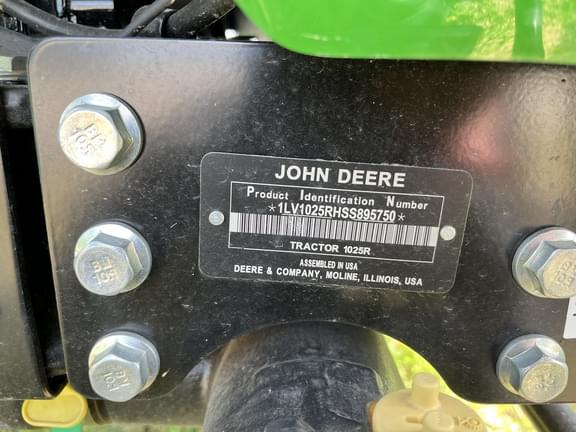 JOHN DEERE
Product Identification Number
*1LV1025RHSS895750*
TRACTOR 1025R
ASSEMBLED IN USA
DEERE & COMPANY, MOLINE, ILLINOIS, USA